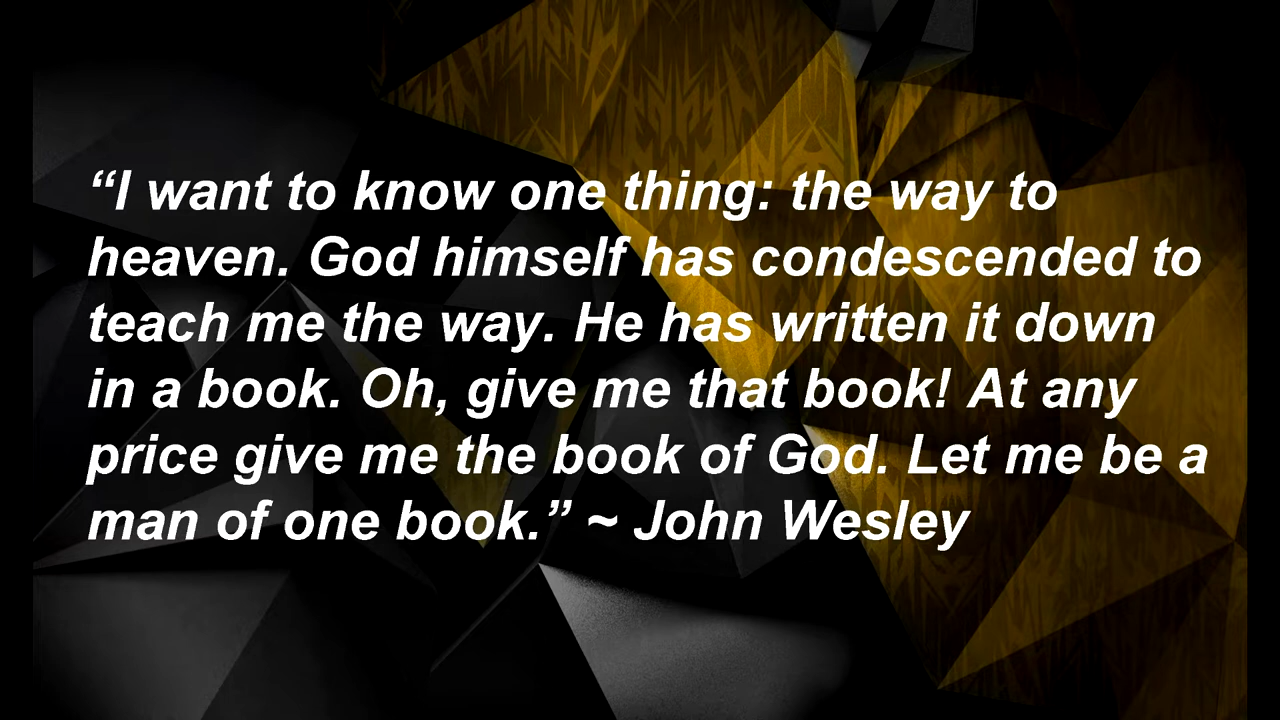 “I want to know one thing: the way to
heaven. God himself has condescended to
teach me the way. He has written it down
in a book. Oh, give me that book! At any
price give me the book of God. Let me be a
man of one book.” ~ John Wesley